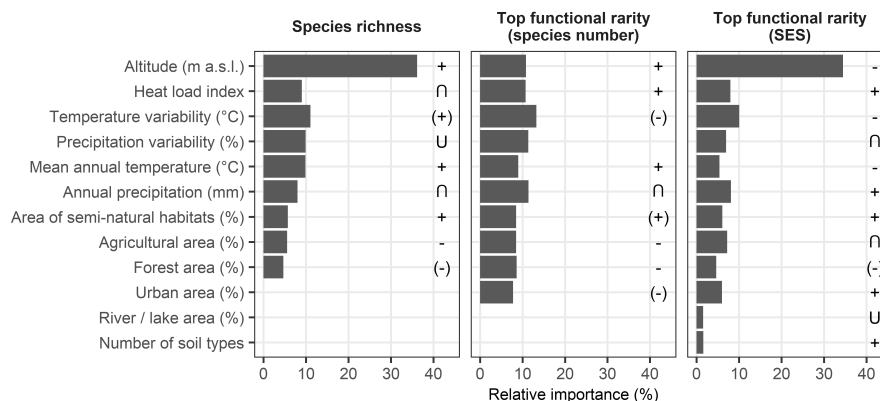 Species richness
Top functional rarity
(species number)
Top functional rarity
(SES)
Altitude (m a.s.l.) + + -
Heat load index ∩ + +
Temperature variability (°C) (+) (-) -
Precipitation variability (%) U ∩
Mean annual temperature (°C) + + -
Annual precipitation (mm) ∩ ∩ +
Area of semi-natural habitats (%) + (+) +
Agricultural area (%) - - ∩
Forest area (%) (-) - (-)
Urban area (%) (-) +
River / lake area (%) U
Number of soil types +
0 10 20 30 40 0 10 20 30 40 0 10 20 30 40
Relative importance (%)